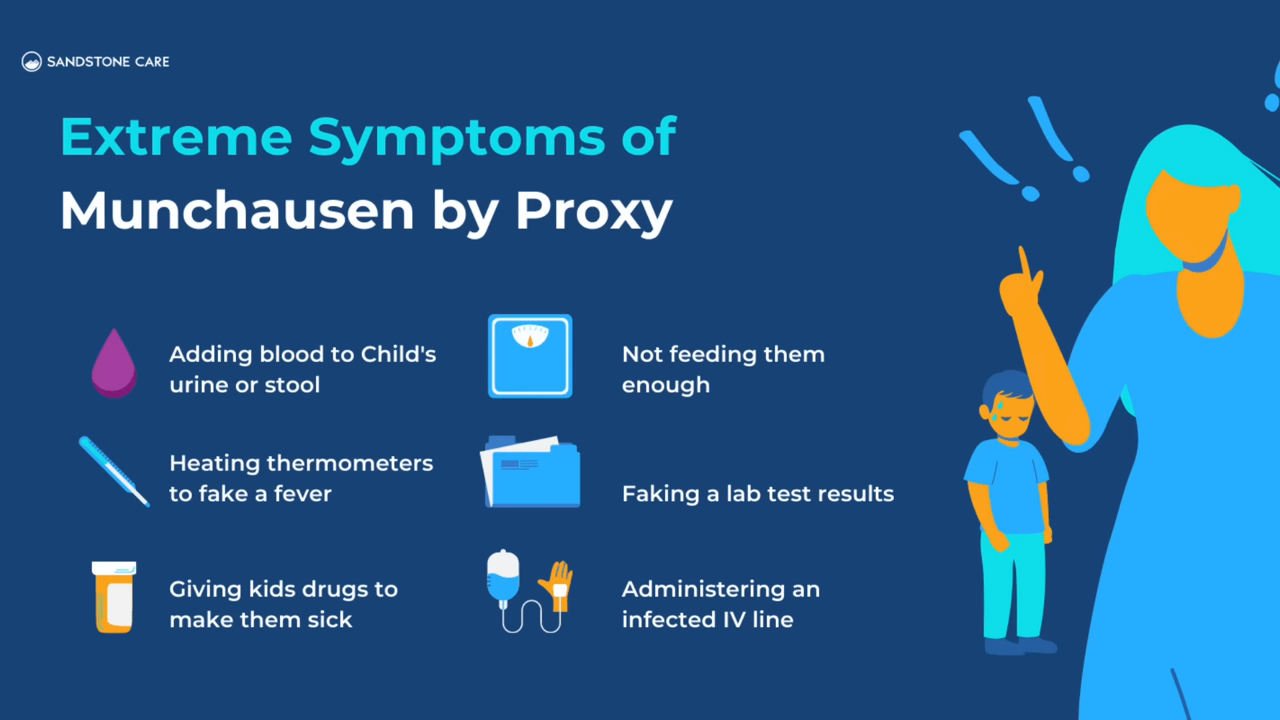 SANDSTONE CARE
Extreme Symptoms of
Munchausen by Proxy
Adding blood to Child's
urine or stool
Not feeding them
enough
Heating thermometers
to fake a fever
Faking a lab test results
Giving kids drugs to
make them sick
Administering an
infected IV line